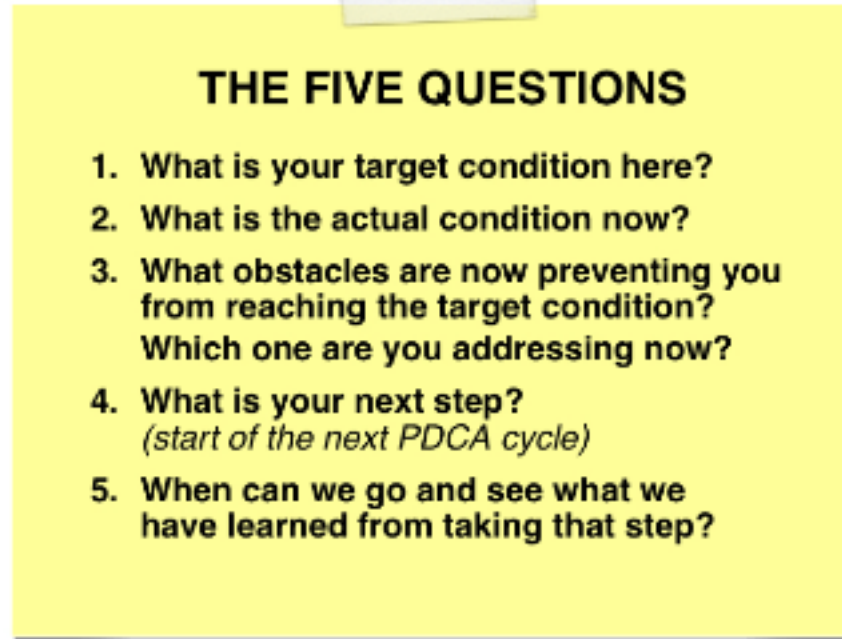 THE FIVE QUESTIONS
1. What is your target condition here?
2. What is the actual condition now?
3. What obstacles are now preventing you
from reaching the target condition?
Which one are you addressing now?
4. What is your next step?
(start of the next PDCA cycle)
5. When can we go and see what we
have learned from taking that step?